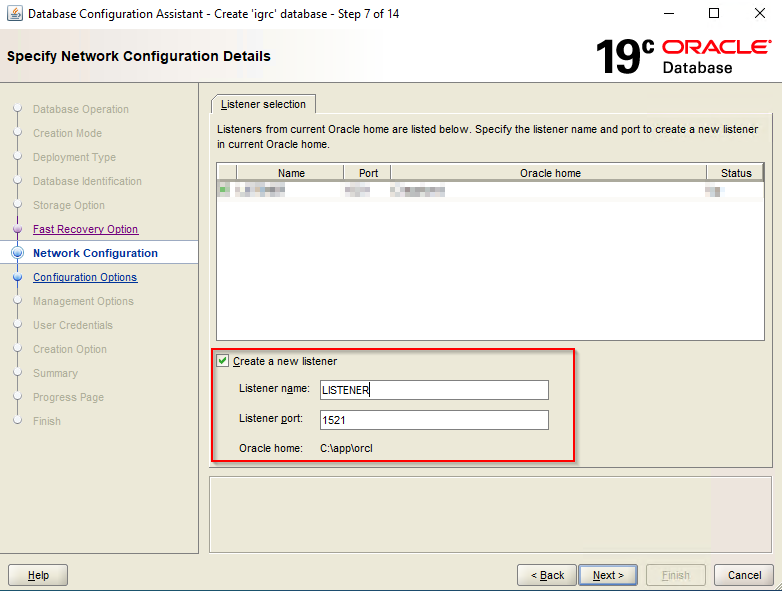 Database Configuration Assistant - Create 'igrc' database - Step 7 of 14
Specify Network Configuration Details
19c ORACLE
Database
Database Operation
Creation Mode
Deployment Type
Database Identification
Storage Option
Fast Recovery Option
Network Configuration
Configuration Options
Management Options
User Credentials
Creation Option
Summary
Progress Page
Finish
Listener selection
Listeners from current Oracle home are listed below. Specify the listener name and port to create a new listener
in current Oracle home.
Name Port Oracle home Status
Create a new listener
Listener name: LISTENER
Listener port: 1521
Oracle home: C:\app\orcl
Help < Back Next > Finish Cancel